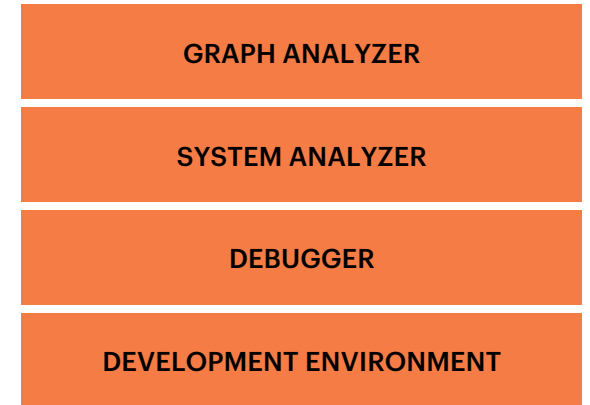 GRAPH ANALYZER
SYSTEM ANALYZER
DEBUGGER
DEVELOPMENT ENVIRONMENT